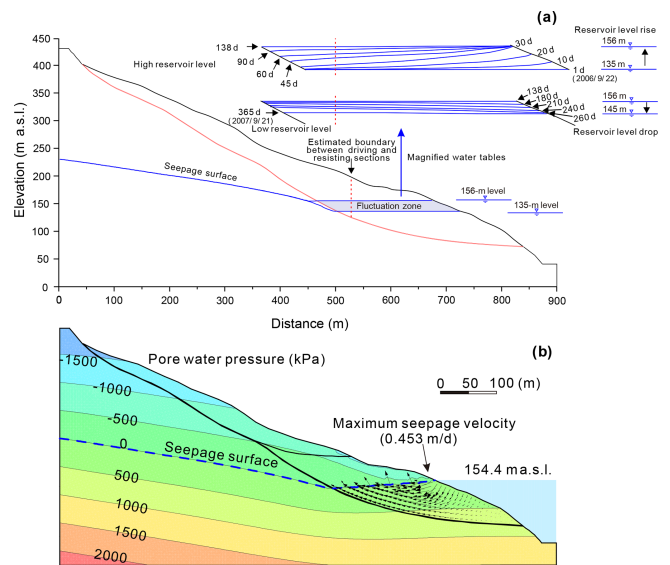 (a)
Reservoir level rise
450
400
350
300
250
200
150
100
50
0
Elevation (m a.s.l.)
138 d
90 d
60 d
45 d
High reservoir level
30 d
20 d
10 d
1 d
(2006/9/22)
156 m
135 m
138 d
180 d
210 d
240 d
260 d
365 d
(2007/9/21)
Low reservoir level
156 m
145 m
Reservoir level drop
Estimated boundary
between driving and
resisting sections
Magnified water tables
Seepage surface
Fluctuation zone
156-m level
135-m level
0 100 200 300 400 500 600 700 800 900
Distance (m)
(b)
Pore water pressure (kPa)
-1500
-1000
-500
0
500
1000
1500
2000
Seepage surface
0 50 100 (m)
Maximum seepage velocity
(0.453 m/d)
154.4 m a.s.l.